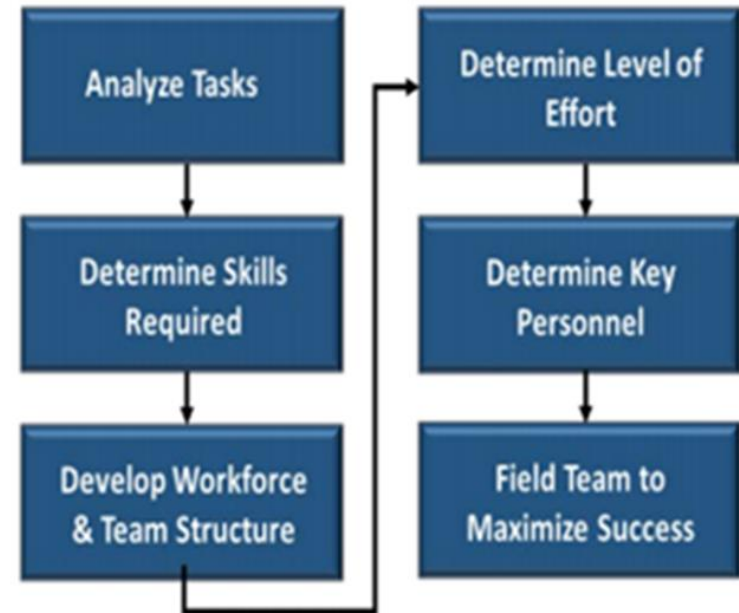 Analyze Tasks
Determine Skills
Required
Develop Workforce
& Team Structure
Determine Level of
Effort
Determine Key
Personnel
Field Team to
Maximize Success